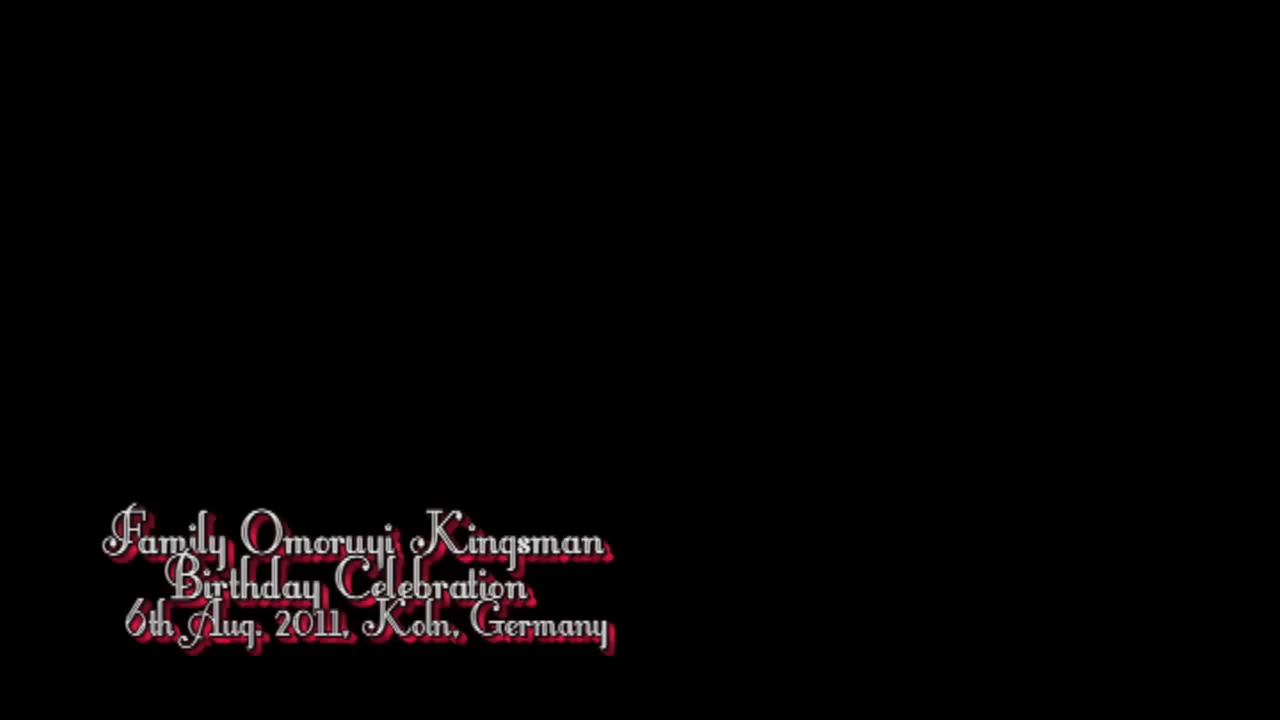 Family Omoruyi Kingsman
Birthday Celebration
6th Aug. 2011, Koln, Germany